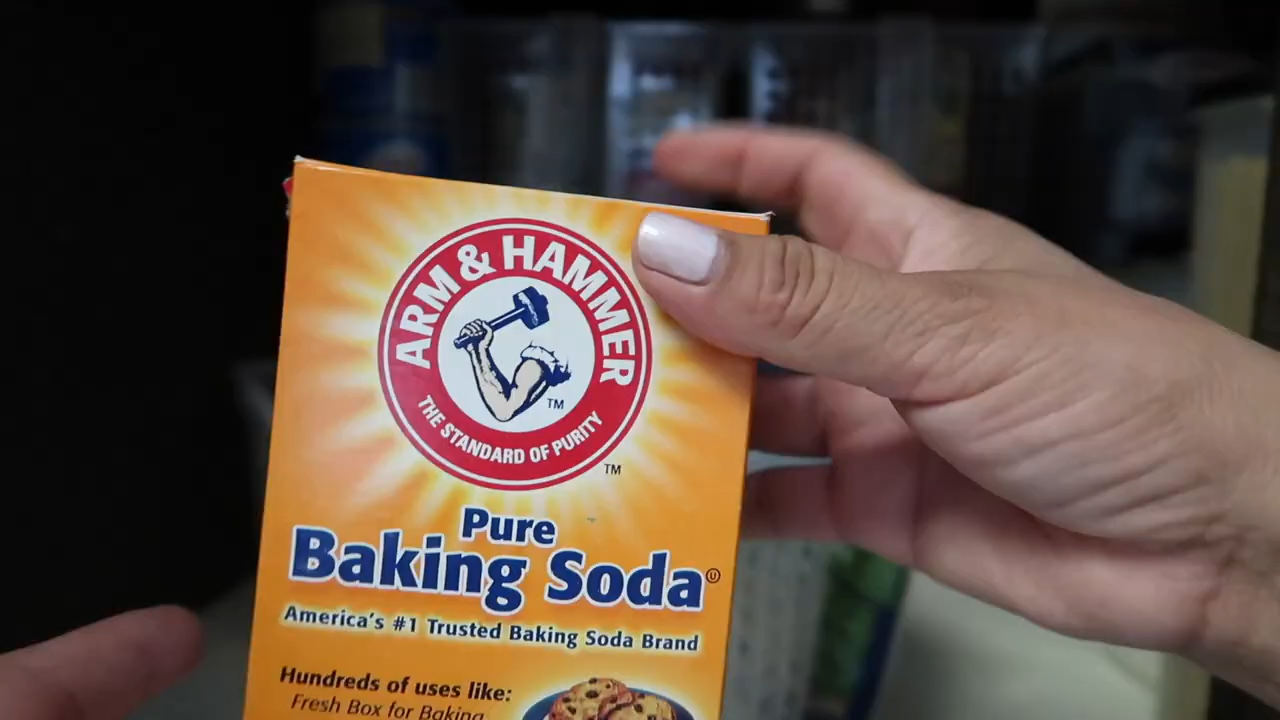 ARM & HAMMER
THE STANDARD OF PURITY
TM
TM
Pure
Baking Soda
America's #1 Trusted Baking Soda Brand
Hundreds of uses like:
Fresh Box for Baking